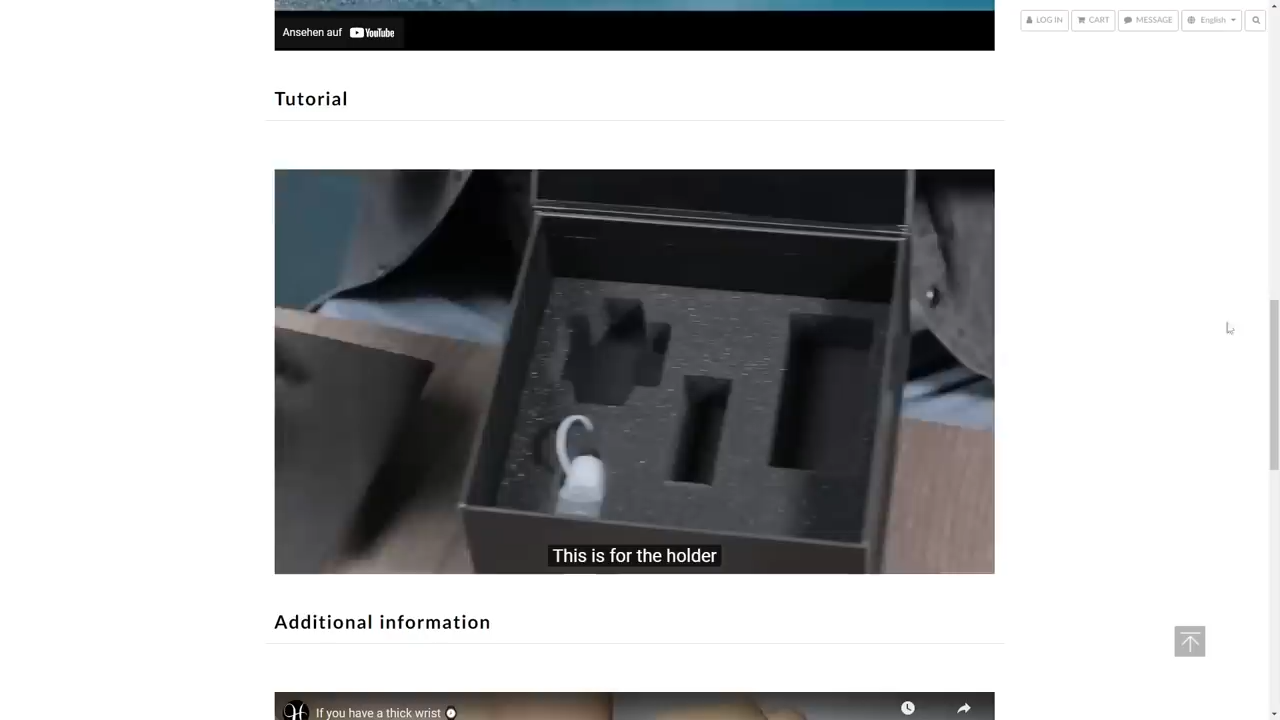 LOG IN
CART
MESSAGE
English
Ansehen auf YouTube
Tutorial
This is for the holder
Additional information
If you have a thick wrist